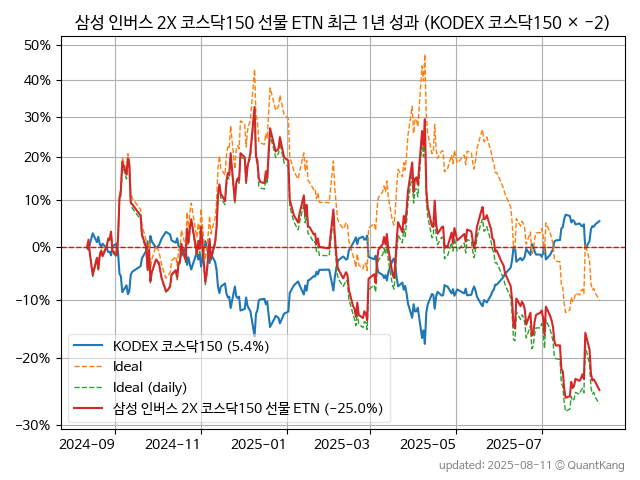 삼성 인버스 2X 코스닥150 선물 ETN 최근 1년 성과 (KODEX 코스닥150 × −2)
50%
40%
30%
20%
10%
0%
−10%
−20%
−30%
KODEX 코스닥150 (5.4%)
Ideal
Ideal (daily)
삼성 인버스 2X 코스닥150 선물 ETN (−25.0%)
2024-09 2024-11 2025-01 2025-03 2025-05 2025-07
updated: 2025-08-11 © QuantKang